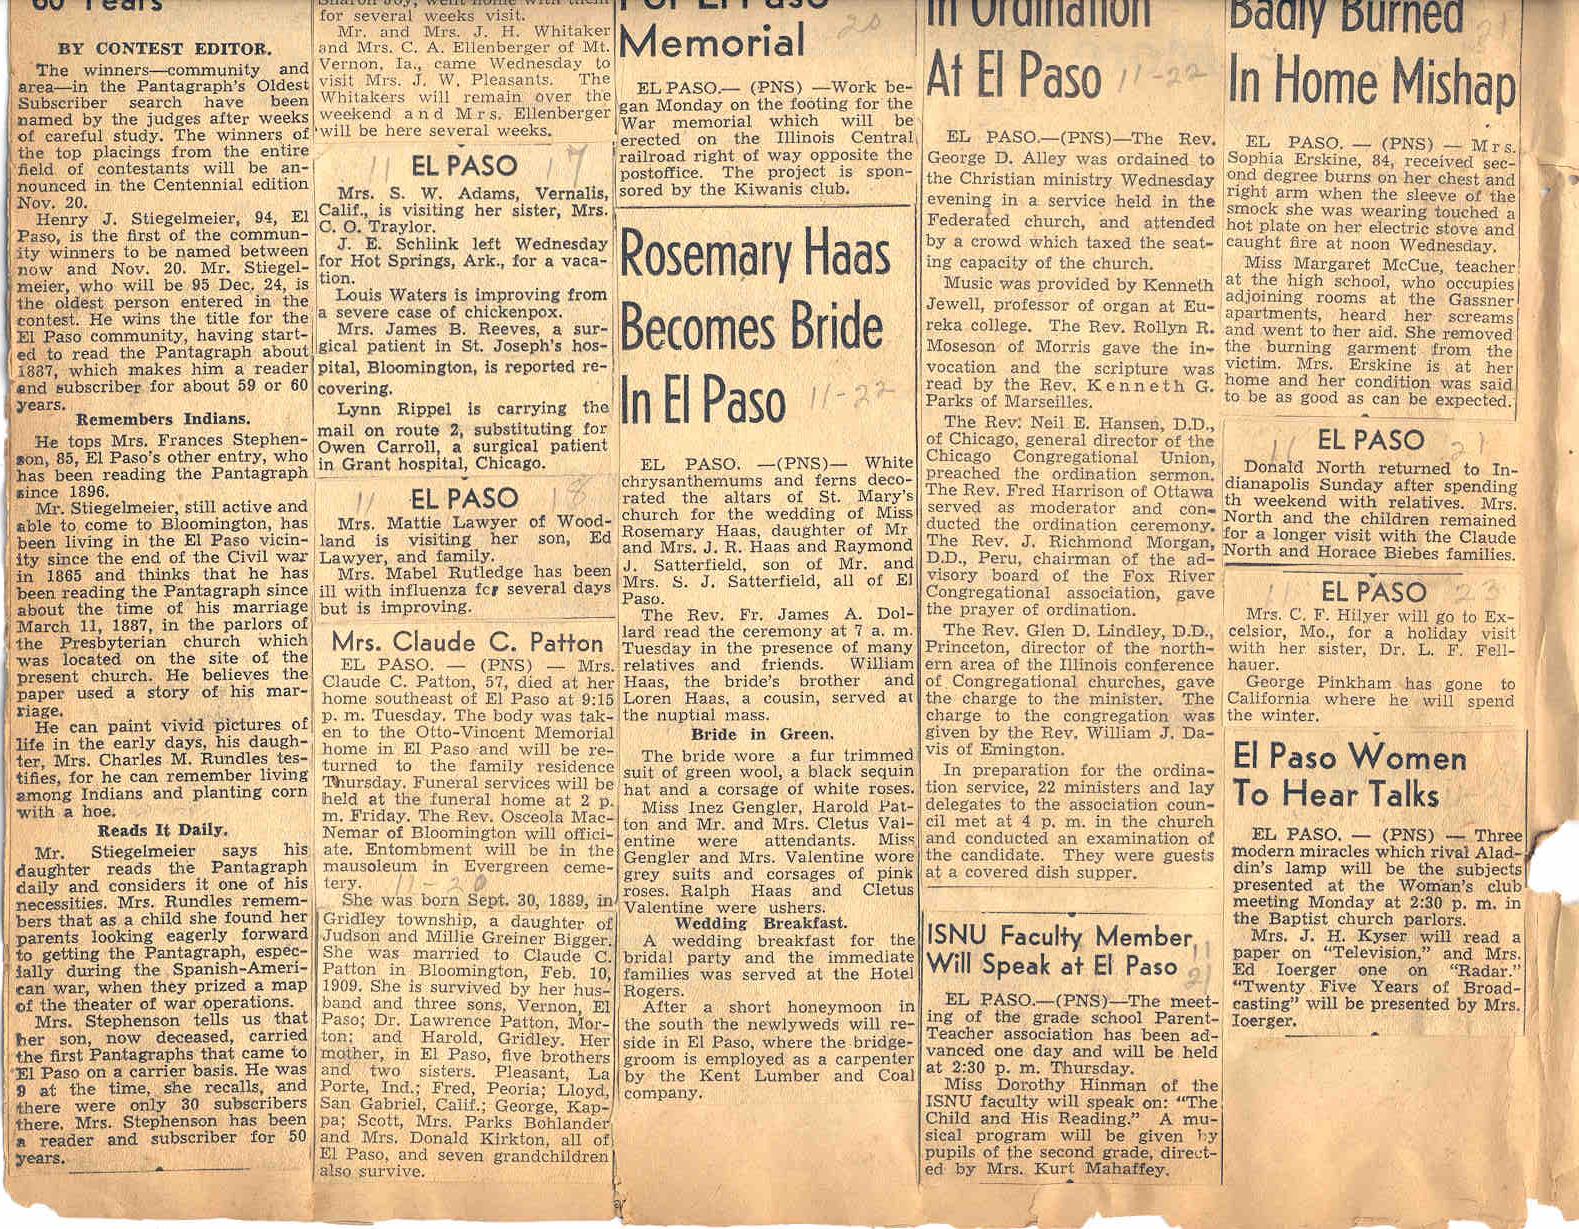 60 Years
BY CONTEST EDITOR.
The winners—community and
area—in the Pantagraph's Oldest
Subscriber search have been
named by the judges after weeks
of careful study. The winners of
the top placings from the entire
field of contestants will be an-
nounced in the Centennial edition
Nov. 20.
Henry J. Stiegelmeier, 94, El
Paso, is the first of the commun-
ity winners to be named between
now and Nov. 20. Mr. Stiegel-
meier, who will be 95 Dec. 24, is
the oldest person entered in the
contest. He wins the title for the
El Paso community, having start-
ed to read the Pantagraph about
1887, which makes him a reader
and subscriber for about 59 or 60
years.
Remembers Indians.
He tops Mrs. Frances Stephen-
son, 85, El Paso's other entry, who
has been reading the Pantagraph
since 1896.
Mr. Stiegelmeier, still active and
able to come to Bloomington, has
been living in the El Paso vicin-
ity since the end of the Civil war
in 1865 and thinks that he has
been reading the Pantagraph since
about the time of his marriage
March 11, 1887, in the parlors of
the Presbyterian church which
was located on the site of the
present church. He believes the
paper used a story of his mar-
riage.
He can paint vivid pictures of
life in the early days, his daugh-
ter, Mrs. Charles M. Rundles tes-
tifies, for he can remember living
among Indians and planting corn
with a hoe.
Reads It Daily.
Mr. Stiegelmeier says his
daughter reads the Pantagraph
daily and considers it one of his
necessities. Mrs. Rundles remem-
bers that as a child she found her
parents looking eagerly forward
to getting the Pantagraph, espec-
ially during the Spanish-Ameri-
can war, when they prized a map
of the theater of war operations.
Mrs. Stephenson tells us that
her son, now deceased, carried
the first Pantagraphs that came to
El Paso on a carrier basis. He was
9 at the time, she recalls, and
there were only 30 subscribers
there. Mrs. Stephenson has been
a reader and subscriber for 50
years.
Sharon Joy, went home with them
for several weeks visit.
Mr. and Mrs. J. H. Whitaker
and Mrs. C. A. Ellenberger of Mt.
Vernon, Ia., came Wednesday to
visit Mrs. J. W. Pleasants. The
Whitakers will remain over the
weekend and Mrs. Ellenberger
will be here several weeks.
11 EL PASO 17
Mrs. S. W. Adams, Vernalis,
Calif., is visiting her sister, Mrs.
C. O. Traylor.
J. E. Schlink left Wednesday
for Hot Springs, Ark., for a vaca-
tion.
Louis Waters is improving from
a severe case of chickenpox.
Mrs. James B. Reeves, a sur-
gical patient in St. Joseph's hos-
pital, Bloomington, is reported re-
covering.
Lynn Rippel is carrying the
mail on route 2, substituting for
Owen Carroll, a surgical patient
in Grant hospital, Chicago.
11 EL PASO 18
Mrs. Mattie Lawyer of Wood-
land is visiting her son, Ed
Lawyer, and family.
Mrs. Mabel Rutledge has been
ill with influenza for several days
but is improving.
Mrs. Claude C. Patton
EL PASO. — (PNS) — Mrs.
Claude C. Patton, 57, died at her
home southeast of El Paso at 9:15
p. m. Tuesday. The body was tak-
en to the Otto-Vincent Memorial
home in El Paso and will be re-
turned to the family residence
Thursday. Funeral services will be
held at the funeral home at 2 p.
m. Friday. The Rev. Osceola Mac-
Nemar of Bloomington will offici-
ate. Entombment will be in the
mausoleum in Evergreen ceme-
tery. 11-20
She was born Sept. 30, 1889, in
Gridley township, a daughter of
Judson and Millie Greiner Bigger.
She was married to Claude C.
Patton in Bloomington, Feb. 10,
1909. She is survived by her hus-
band and three sons, Vernon, El
Paso; Dr. Lawrence Patton, Mor-
ton; and Harold, Gridley. Her
mother, in El Paso, five brothers
and two sisters. Pleasant, La
Porte, Ind.; Fred, Peoria; Lloyd,
San Gabriel, Calif.; George, Kap-
pa; Scott, Mrs. Parks Bohlander
and Mrs. Donald Kirkton, all of
El Paso, and seven grandchildren
also survive.
For El Paso
Memorial 20
EL PASO.— (PNS) —Work be-
gan Monday on the footing for the
War memorial which will be
erected on the Illinois Central
railroad right of way opposite the
postoffice. The project is spon-
sored by the Kiwanis club.
Rosemary Haas
Becomes Bride
In El Paso 11-22
EL PASO. —(PNS)— White
chrysanthemums and ferns deco-
rated the altars of St. Mary's
church for the wedding of Miss
Rosemary Haas, daughter of Mr
and Mrs. J. R. Haas and Raymond
J. Satterfield, son of Mr. and
Mrs. S. J. Satterfield, all of El
Paso.
The Rev. Fr. James A. Dol-
lard read the ceremony at 7 a. m.
Tuesday in the presence of many
relatives and friends. William
Haas, the bride's brother and
Loren Haas, a cousin, served at
the nuptial mass.
Bride in Green.
The bride wore a fur trimmed
suit of green wool, a black sequin
hat and a corsage of white roses.
Miss Inez Gengler, Harold Pat-
ton and Mr. and Mrs. Cletus Val-
entine were attendants. Miss
Gengler and Mrs. Valentine wore
grey suits and corsages of pink
roses. Ralph Haas and Cletus
Valentine were ushers.
Wedding Breakfast.
A wedding breakfast for the
bridal party and the immediate
families was served at the Hotel
Rogers.
After a short honeymoon in
the south the newlyweds will re-
side in El Paso, where the bridge-
groom is employed as a carpenter
by the Kent Lumber and Coal
company.
In Ordination
At El Paso 11-22
EL PASO.—(PNS)—The Rev.
George D. Alley was ordained to
the Christian ministry Wednesday
evening in a service held in the
Federated church, and attended
by a crowd which taxed the seat-
ing capacity of the church.
Music was provided by Kenneth
Jewell, professor of organ at Eu-
reka college. The Rev. Rollyn R.
Moseson of Morris gave the in-
vocation and the scripture was
read by the Rev. Kenneth G.
Parks of Marseilles.
The Rev. Neil E. Hansen, D.D.,
of Chicago, general director of the
Chicago Congregational Union,
preached the ordination sermon.
The Rev. Fred Harrison of Ottawa
served as moderator and con-
ducted the ordination ceremony.
The Rev. J. Richmond Morgan,
D.D., Peru, chairman of the ad-
visory board of the Fox River
Congregational association, gave
the prayer of ordination.
The Rev. Glen D. Lindley, D.D.,
Princeton, director of the north-
ern area of the Illinois conference
of Congregational churches, gave
the charge to the minister. The
charge to the congregation was
given by the Rev. William J. Da-
vis of Emington.
In preparation for the ordina-
tion service, 22 ministers and lay
delegates to the association coun-
cil met at 4 p. m. in the church
and conducted an examination of
the candidate. They were guests
at a covered dish supper.
ISNU Faculty Member 11
Will Speak at El Paso 21
EL PASO.—(PNS)—The meet-
ing of the grade school Parent-
Teacher association has been ad-
vanced one day and will be held
at 2:30 p. m. Thursday.
Miss Dorothy Hinman of the
ISNU faculty will speak on: "The
Child and His Reading." A mu-
sical program will be given by
pupils of the second grade, direct-
ed by Mrs. Kurt Mahaffey.
Badly Burned 21
In Home Mishap
EL PASO. — (PNS) — Mrs.
Sophia Erskine, 84, received sec-
ond degree burns on her chest and
right arm when the sleeve of the
smock she was wearing touched a
hot plate on her electric stove and
caught fire at noon Wednesday.
Miss Margaret McCue, teacher
at the high school, who occupies
adjoining rooms at the Gassner
apartments, heard her screams
and went to her aid. She removed
the burning garment from the
victim. Mrs. Erskine is at her
home and her condition was said
to be as good as can be expected.
11 EL PASO 21
Donald North returned to In-
dianapolis Sunday after spending
th weekend with relatives. Mrs.
North and the children remained
for a longer visit with the Claude
North and Horace Biebes families.
11 EL PASO 23
Mrs. C. F. Hilyer will go to Ex-
celsior, Mo., for a holiday visit
with her sister, Dr. L. F. Fell-
hauer.
George Pinkham has gone to
California where he will spend
the winter.
El Paso Women
To Hear Talks
EL PASO. — (PNS) — Three
modern miracles which rival Alad-
din's lamp will be the subjects
presented at the Woman's club
meeting Monday at 2:30 p. m. in
the Baptist church parlors.
Mrs. J. H. Kyser will read a
paper on "Television," and Mrs.
Ed Ioerger one on "Radar."
"Twenty Five Years of Broad-
casting" will be presented by Mrs.
Ioerger.